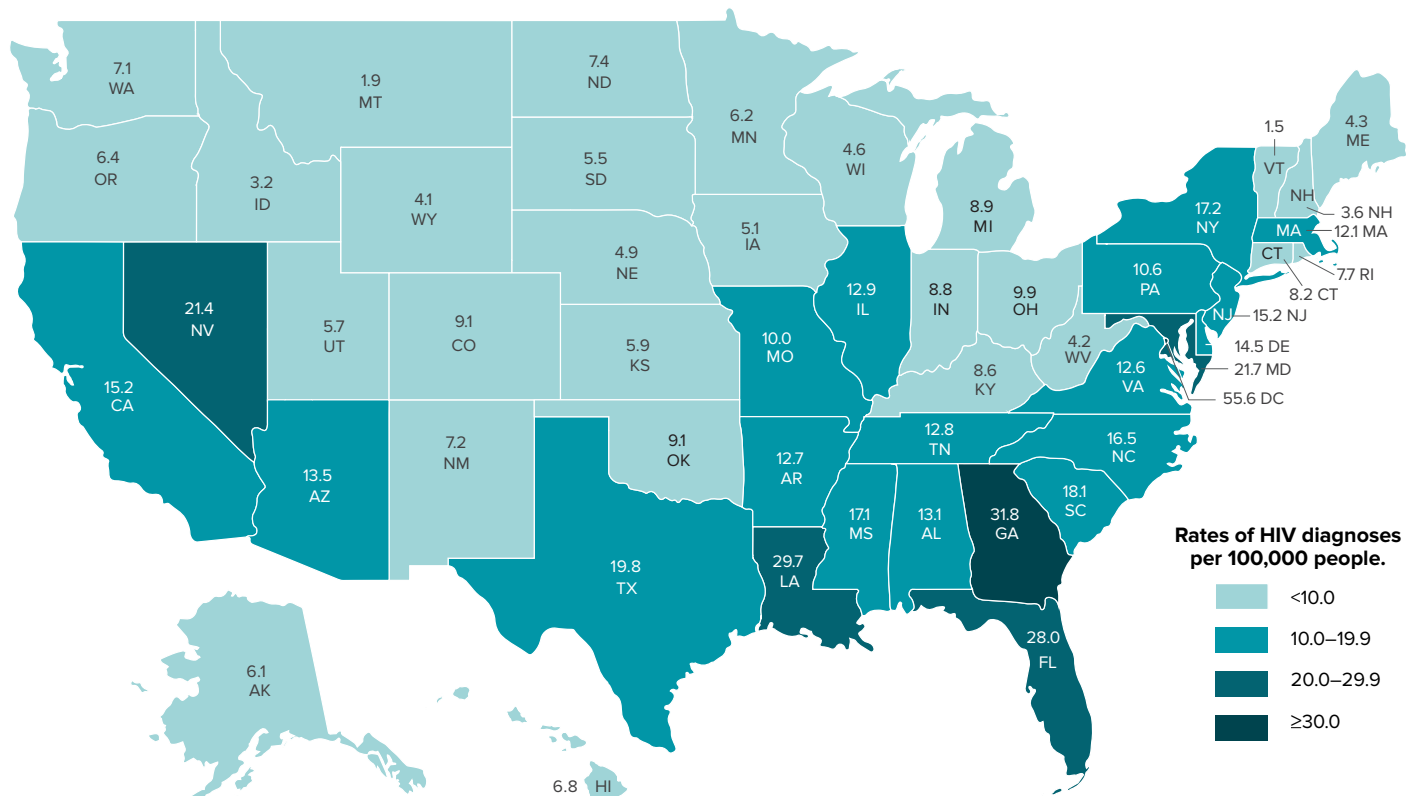 7.1
WA
1.9
MT
7.4
ND
6.2
MN
4.6
WI
8.9
MI
1.5
VT
4.3
ME
NH
3.6 NH
6.4
OR
3.2
ID
4.1
WY
5.5
SD
5.1
IA
17.2
NY
MA
12.1 MA
CT
7.7 RI
8.2 CT
21.4
NV
5.7
UT
9.1
CO
4.9
NE
12.9
IL
8.8
IN
9.9
OH
10.6
PA
NJ
15.2 NJ
14.5 DE
21.7 MD
55.6 DC
15.2
CA
5.9
KS
10.0
MO
8.6
KY
4.2
WV
12.6
VA
13.5
AZ
7.2
NM
9.1
OK
12.7
AR
12.8
TN
16.5
NC
19.8
TX
29.7
LA
17.1
MS
13.1
AL
31.8
GA
18.1
SC
28.0
FL
6.1
AK
6.8 HI
Rates of HIV diagnoses
per 100,000 people.
<10.0
10.0–19.9
20.0–29.9
≥30.0